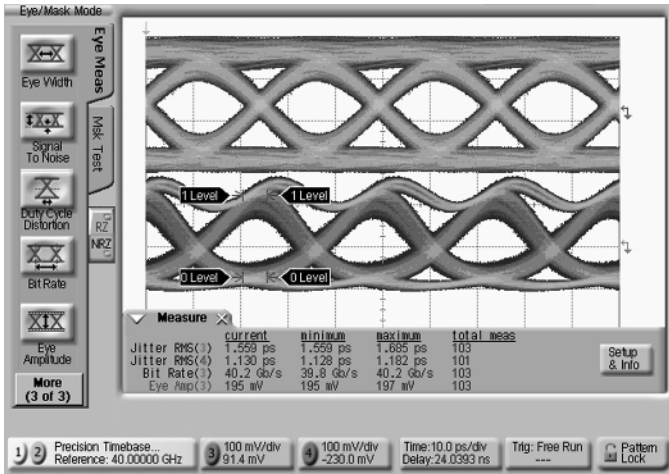 Eye/Mask Mode
Eye Width
Signal
To Noise
Duty Cycle
Distortion
Bit Rate
Eye
Amplitude
More
(3 of 3)
Eye Meas
Msk Test
RZ
NRZ
1 Level 1 Level
0 Level 0 Level
Measure
current minimum maximum total meas
Jitter RMS(3) 1.559 ps 1.559 ps 1.685 ps 103
Jitter RMS(4) 1.130 ps 1.128 ps 1.182 ps 101
Bit Rate(3) 40.2 Gb/s 39.8 Gb/s 40.2 Gb/s 103
Eye Amp(3) 195 mV 195 mV 197 mV 103
Setup
& Info
1 2 Precision Timebase...
Reference: 40.00000 GHz
3 100 mV/div
91.4 mV
4 100 mV/div
-230.0 mV
Time:10.0 ps/div
Delay:24.0393 ns
Trig: Free Run
---
Pattern
Lock